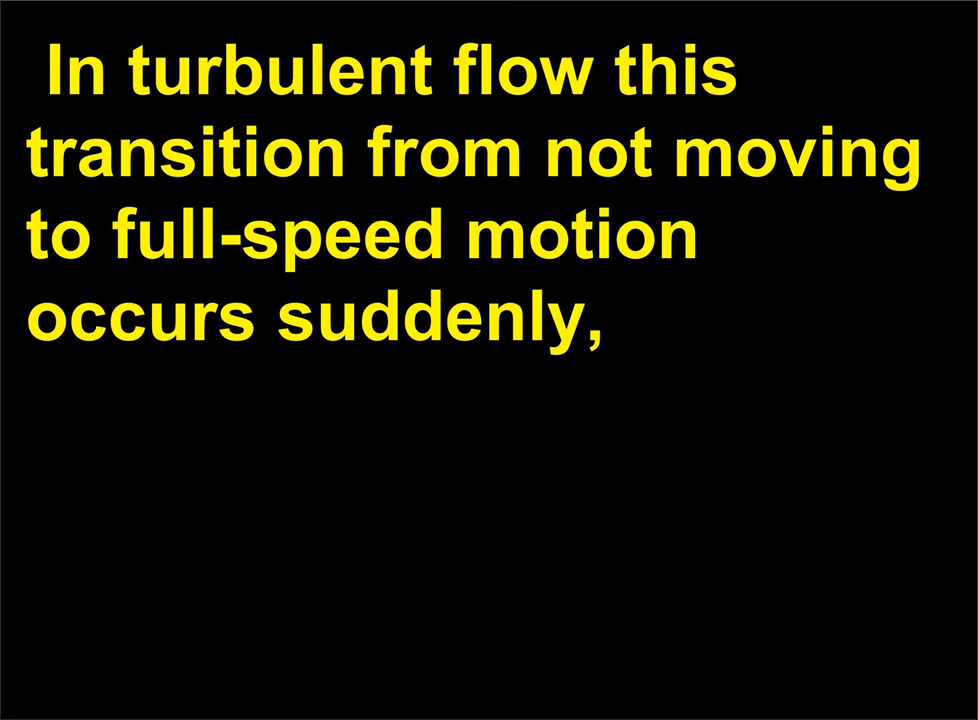 In turbulent flow this
transition from not moving
to full-speed motion
occurs suddenly,